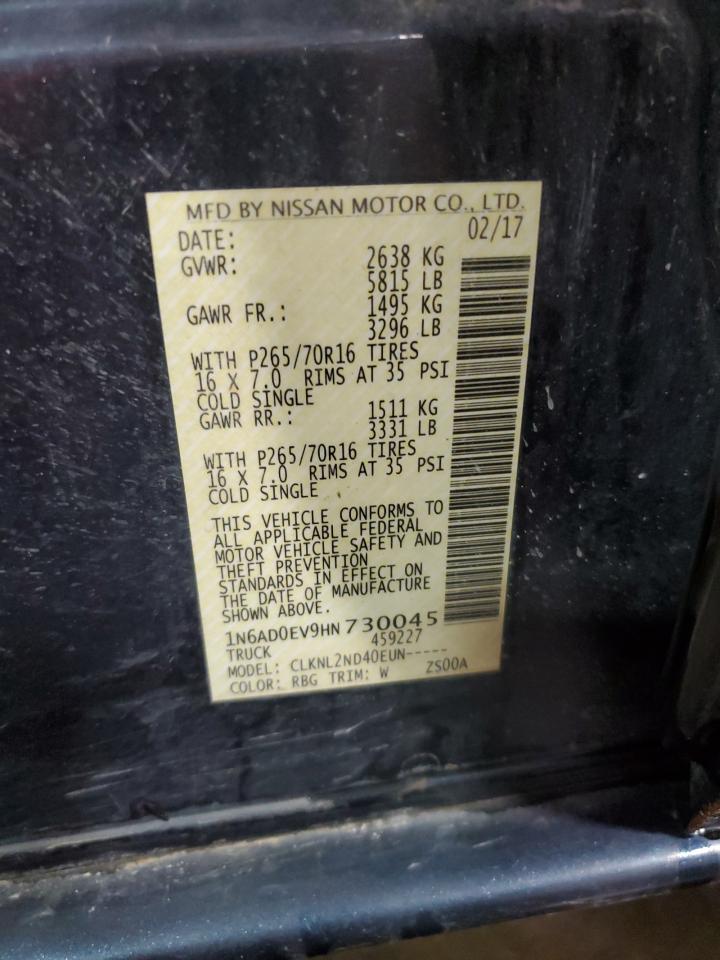 MFD BY NISSAN MOTOR CO., LTD.
DATE: 02/17
GVWR: 2638 KG
5815 LB
GAWR FR.: 1495 KG
3296 LB
WITH P265/70R16 TIRES
16 X 7.0 RIMS AT 35 PSI
COLD SINGLE
GAWR RR.: 1511 KG
3331 LB
WITH P265/70R16 TIRES
16 X 7.0 RIMS AT 35 PSI
COLD SINGLE
THIS VEHICLE CONFORMS TO
ALL APPLICABLE FEDERAL
MOTOR VEHICLE SAFETY AND
THEFT PREVENTION
STANDARDS IN EFFECT ON
THE DATE OF MANUFACTURE
SHOWN ABOVE.
1N6AD0EV9HN730045
TRUCK 459227
MODEL: CLKNL2ND40EUN-----
COLOR: RBG TRIM: W ZS00A